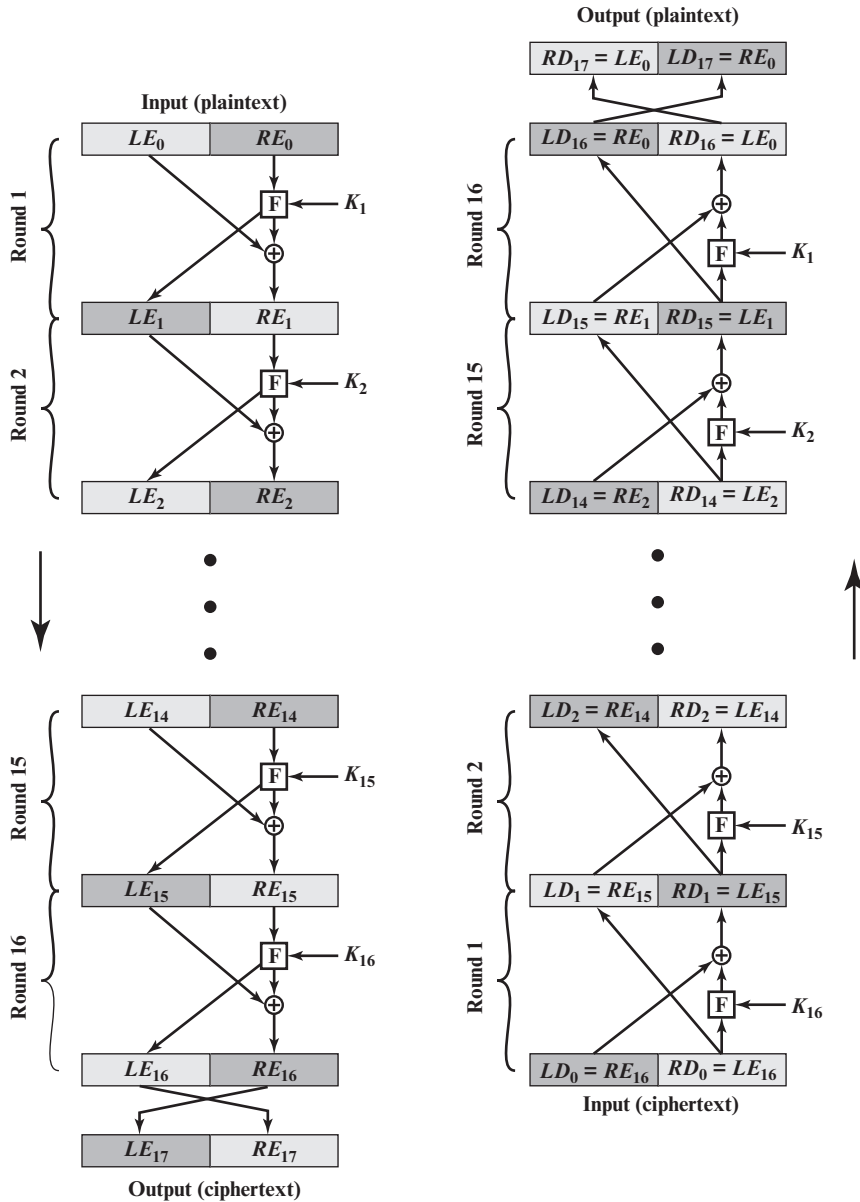 Input (plaintext)
LE₀ RE₀
Round 1
F
K₁
+
LE₁ RE₁
Round 2
F
K₂
+
LE₂ RE₂
LE₁₄ RE₁₄
Round 15
F
K₁₅
+
LE₁₅ RE₁₅
Round 16
F
K₁₆
+
LE₁₆ RE₁₆
LE₁₇ RE₁₇
Output (ciphertext)
Output (plaintext)
RD₁₇ = LE₀ LD₁₇ = RE₀
LD₁₆ = RE₀ RD₁₆ = LE₀
Round 16
+
F
K₁
LD₁₅ = RE₁ RD₁₅ = LE₁
Round 15
+
F
K₂
LD₁₄ = RE₂ RD₁₄ = LE₂
LD₂ = RE₁₄ RD₂ = LE₁₄
Round 2
+
F
K₁₅
LD₁ = RE₁₅ RD₁ = LE₁₅
Round 1
+
F
K₁₆
LD₀ = RE₁₆ RD₀ = LE₁₆
Input (ciphertext)